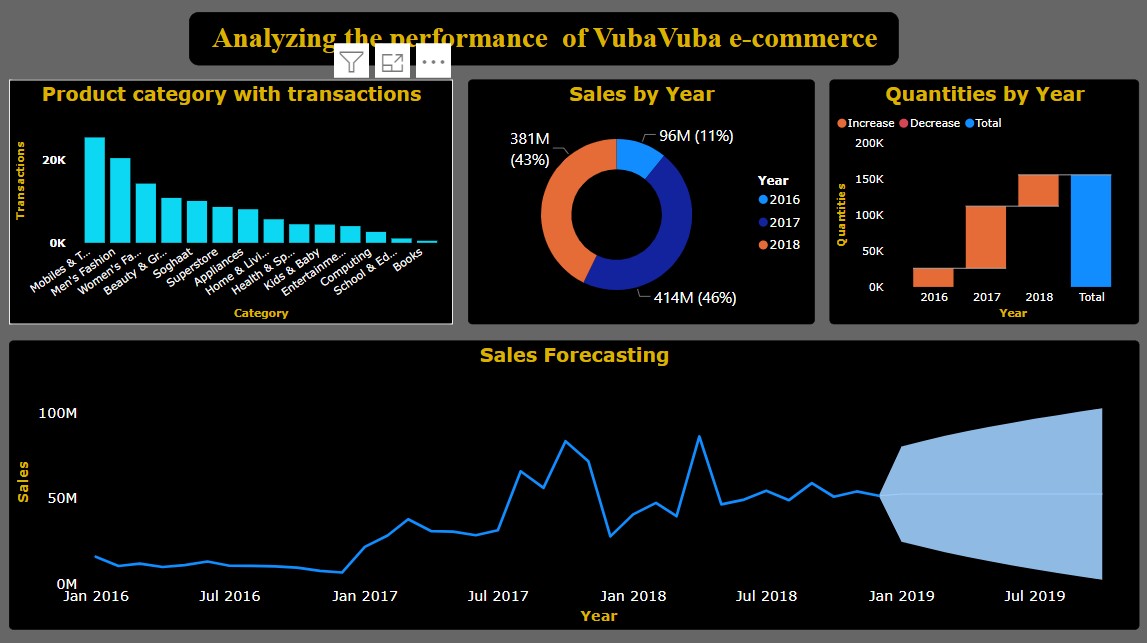 Analyzing the performance  of VubaVuba e-commerce
Product category with transactions
Transactions
20K
0K
Mobiles & T...
Men's Fashion
Women's Fa...
Beauty & Gr...
Soghaat
Superstore
Appliances
Home & Livi...
Health & Sp...
Kids & Baby
Entertainme...
Computing
School & Ed...
Books
Category
Sales by Year
381M
(43%)
96M (11%)
414M (46%)
Year
2016
2017
2018
Quantities by Year
Increase Decrease Total
Quantities
200K
150K
100K
50K
0K
2016 2017 2018 Total
Year
Sales Forecasting
Sales
100M
50M
0M
Jan 2016 Jul 2016 Jan 2017 Jul 2017 Jan 2018 Jul 2018 Jan 2019 Jul 2019
Year